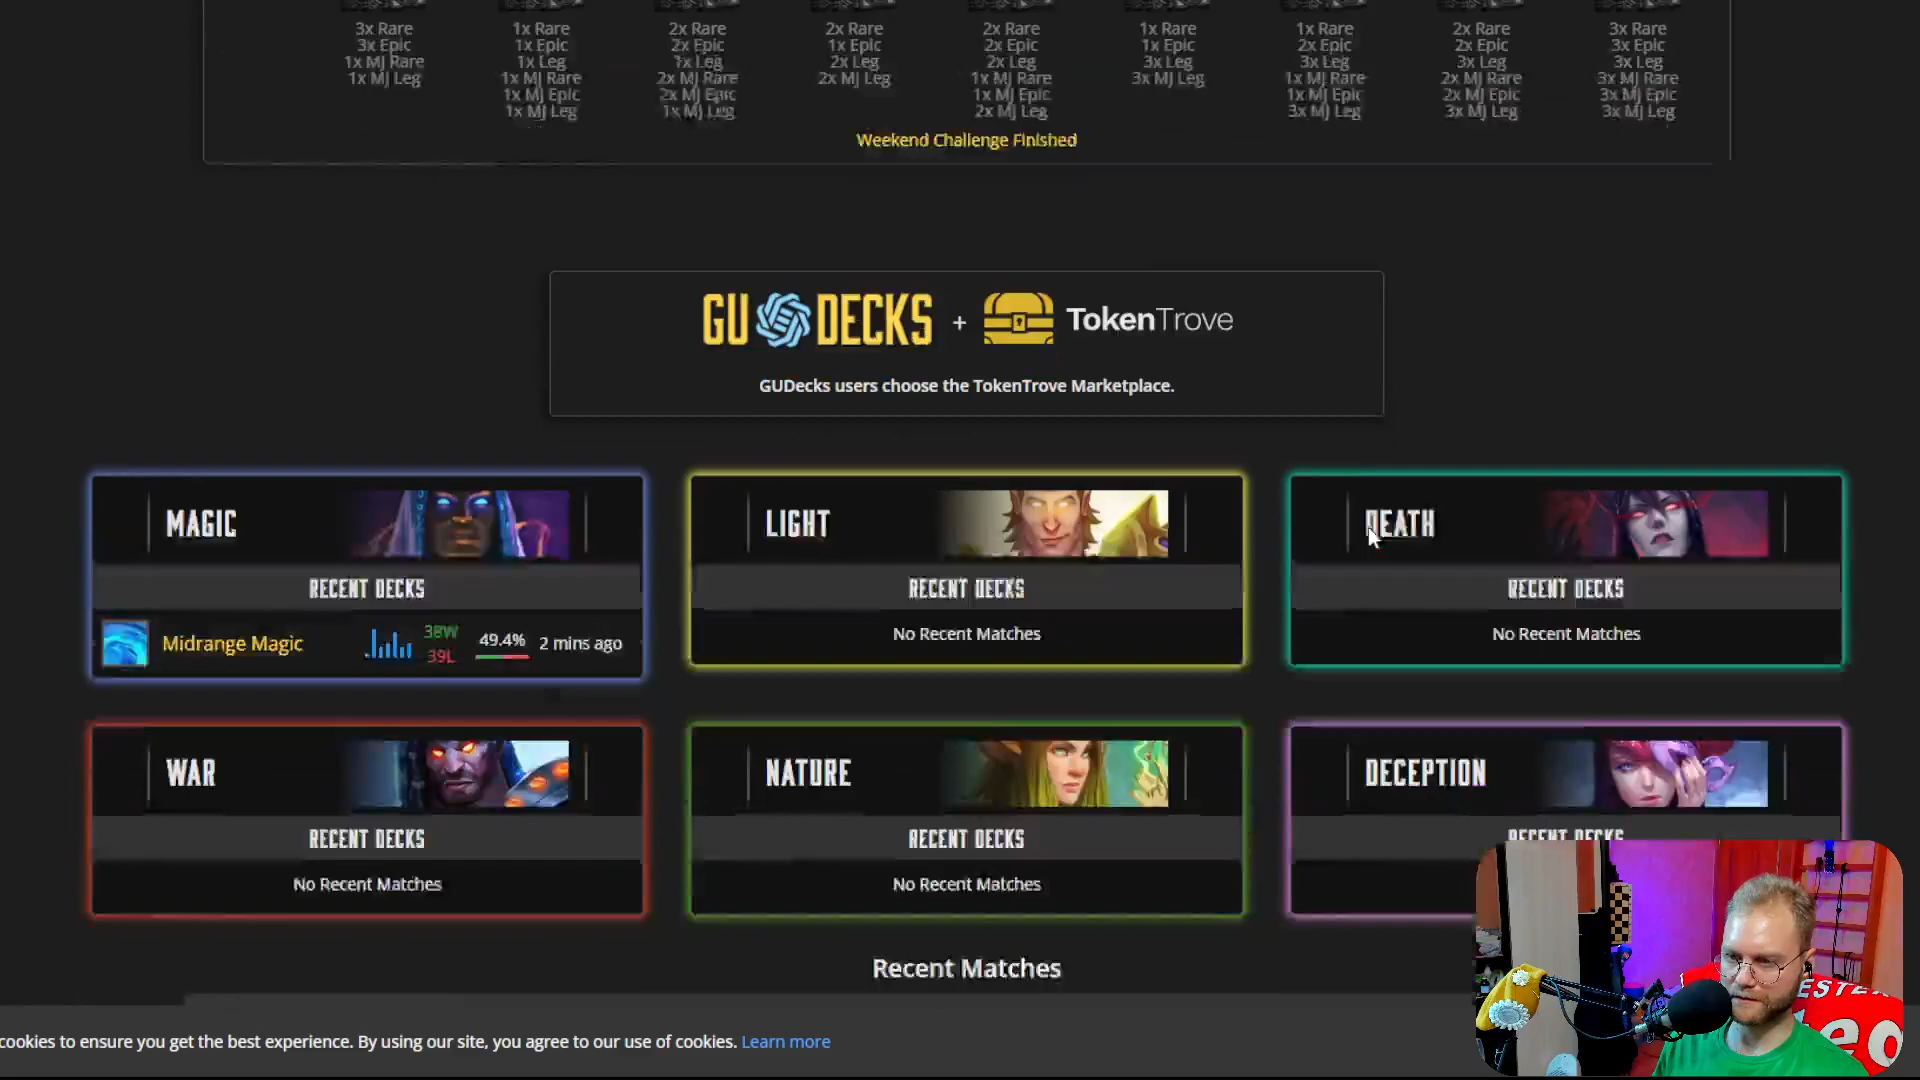 3x Rare 1x Rare 2x Rare 2x Rare 2x Rare 1x Rare 1x Rare 2x Rare 3x Rare
3x Epic 1x Epic 2x Epic 1x Epic 2x Epic 1x Epic 2x Epic 2x Epic 3x Epic
1x MJ Rare 1x Leg 1x Leg 2x Leg 2x Leg 3x Leg 3x Leg 3x Leg 3x Leg
1x MJ Leg 1x MJ Rare 2x MJ Rare 2x MJ Leg 1x MJ Rare 3x MJ Leg 1x MJ Rare 2x MJ Rare 3x MJ Rare
1x MJ Epic 2x MJ Epic 1x MJ Epic 1x MJ Epic 2x MJ Epic 3x MJ Epic
1x MJ Leg 1x MJ Leg 2x MJ Leg 3x MJ Leg 3x MJ Leg 3x MJ Leg
Weekend Challenge Finished
GU DECKS + TokenTrove
GUDecks users choose the TokenTrove Marketplace.
MAGIC LIGHT DEATH
RECENT DECKS RECENT DECKS RECENT DECKS
Midrange Magic 38W 39L 49.4% 2 mins ago No Recent Matches No Recent Matches
WAR NATURE DECEPTION
RECENT DECKS RECENT DECKS RECENT DECKS
No Recent Matches No Recent Matches
Recent Matches
cookies to ensure you get the best experience. By using our site, you agree to our use of cookies. Learn more
ESTE
eo